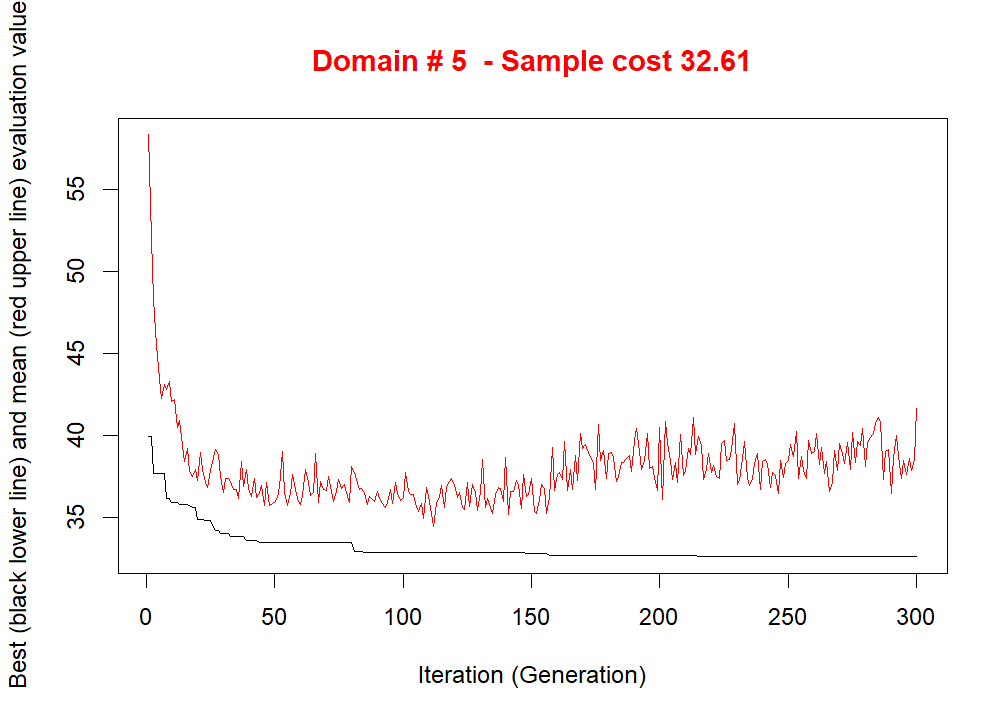 Domain # 5  - Sample cost 32.61
Best (black lower line) and mean (red upper line) evaluation value
55
50
45
40
35
0 50 100 150 200 250 300
Iteration (Generation)